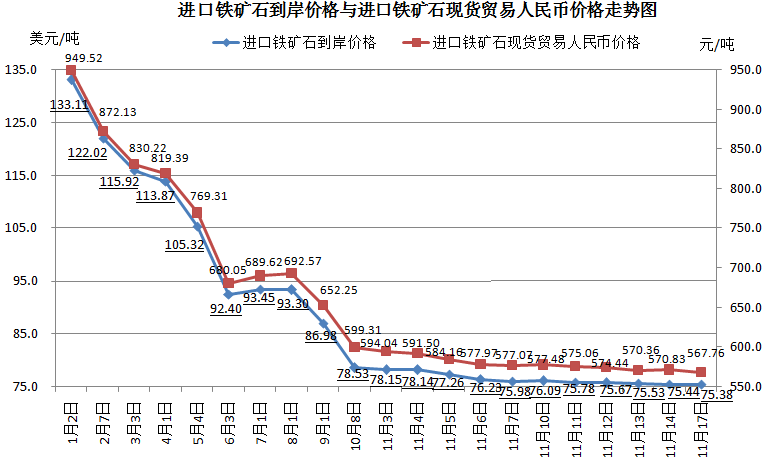 进口铁矿石到岸价格与进口铁矿石现货贸易人民币价格走势图
美元/吨
进口铁矿石到岸价格
进口铁矿石现货贸易人民币价格
元/吨
135.0
125.0
115.0
105.0
95.0
85.0
75.0
949.52
872.13
830.22
819.39
769.31
680.05
689.62
692.57
652.25
599.31
594.04
591.50
584.16
577.97
577.07
577.48
575.06
574.44
570.36
570.83
567.76
133.11
122.02
115.92
113.87
105.32
92.40
93.45
93.30
86.98
78.53
78.15
78.14
77.26
76.23
75.98
76.09
75.78
75.67
75.53
75.44
75.38
950.0
900.0
850.0
800.0
750.0
700.0
650.0
600.0
550.0
1月2日
2月7日
3月3日
4月1日
5月4日
6月3日
7月1日
8月1日
9月1日
10月8日
11月3日
11月4日
11月5日
11月6日
11月7日
11月10日
11月11日
11月12日
11月13日
11月14日
11月17日